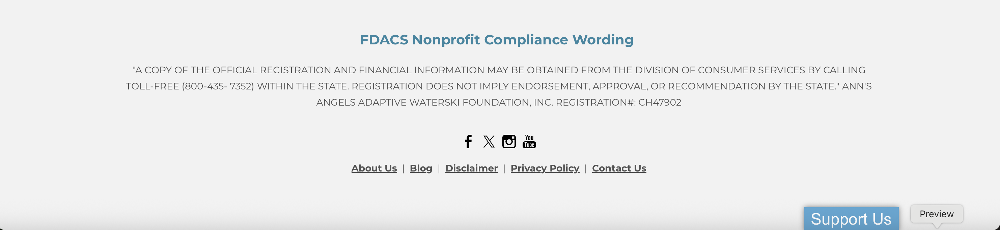 FDACS Nonprofit Compliance Wording
"A COPY OF THE OFFICIAL REGISTRATION AND FINANCIAL INFORMATION MAY BE OBTAINED FROM THE DIVISION OF CONSUMER SERVICES BY CALLING
TOLL-FREE (800-435- 7352) WITHIN THE STATE. REGISTRATION DOES NOT IMPLY ENDORSEMENT, APPROVAL, OR RECOMMENDATION BY THE STATE." ANN'S
ANGELS ADAPTIVE WATERSKI FOUNDATION, INC. REGISTRATION#: CH47902
You
Tube
About Us | Blog | Disclaimer | Privacy Policy | Contact Us
Support Us
Preview